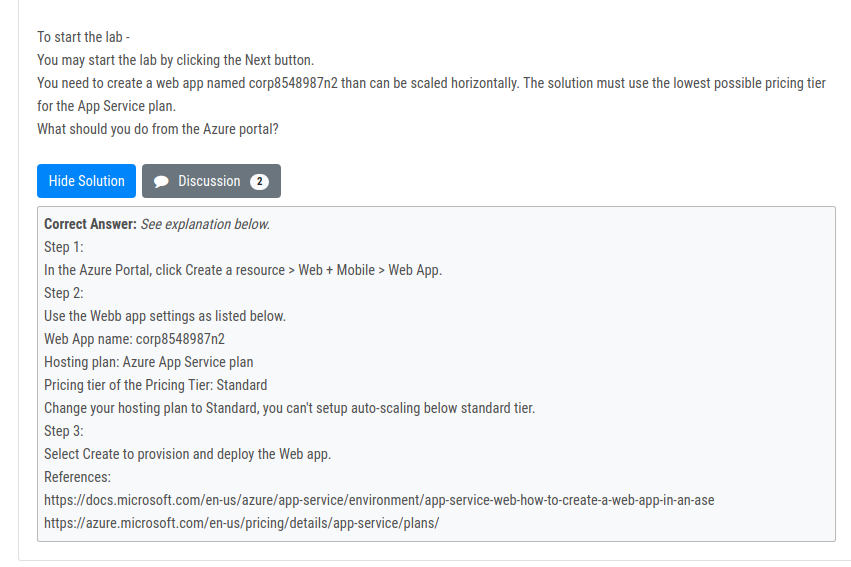 To start the lab -
You may start the lab by clicking the Next button.
You need to create a web app named corp8548987n2 than can be scaled horizontally. The solution must use the lowest possible pricing tier
for the App Service plan.
What should you do from the Azure portal?
Hide Solution
Discussion 2
Correct Answer: See explanation below.
Step 1:
In the Azure Portal, click Create a resource > Web + Mobile > Web App.
Step 2:
Use the Webb app settings as listed below.
Web App name: corp8548987n2
Hosting plan: Azure App Service plan
Pricing tier of the Pricing Tier: Standard
Change your hosting plan to Standard, you can't setup auto-scaling below standard tier.
Step 3:
Select Create to provision and deploy the Web app.
References:
https://docs.microsoft.com/en-us/azure/app-service/environment/app-service-web-how-to-create-a-web-app-in-an-ase
https://azure.microsoft.com/en-us/pricing/details/app-service/plans/